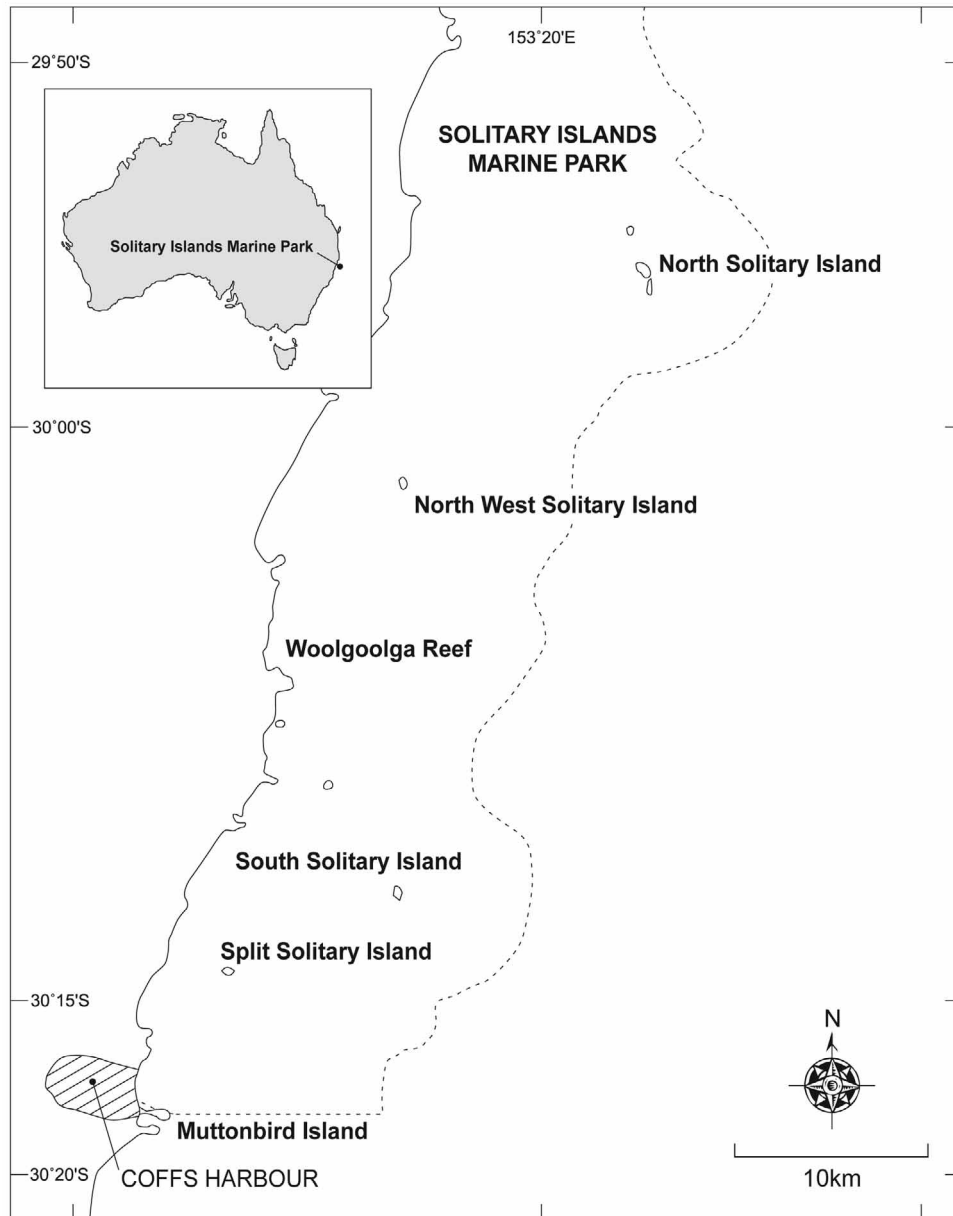 153°20'E
29°50'S
SOLITARY ISLANDS
MARINE PARK
Solitary Islands Marine Park
North Solitary Island
30°00'S
North West Solitary Island
Woolgoolga Reef
South Solitary Island
Split Solitary Island
30°15'S
N
Muttonbird Island
30°20'S
COFFS HARBOUR
10km